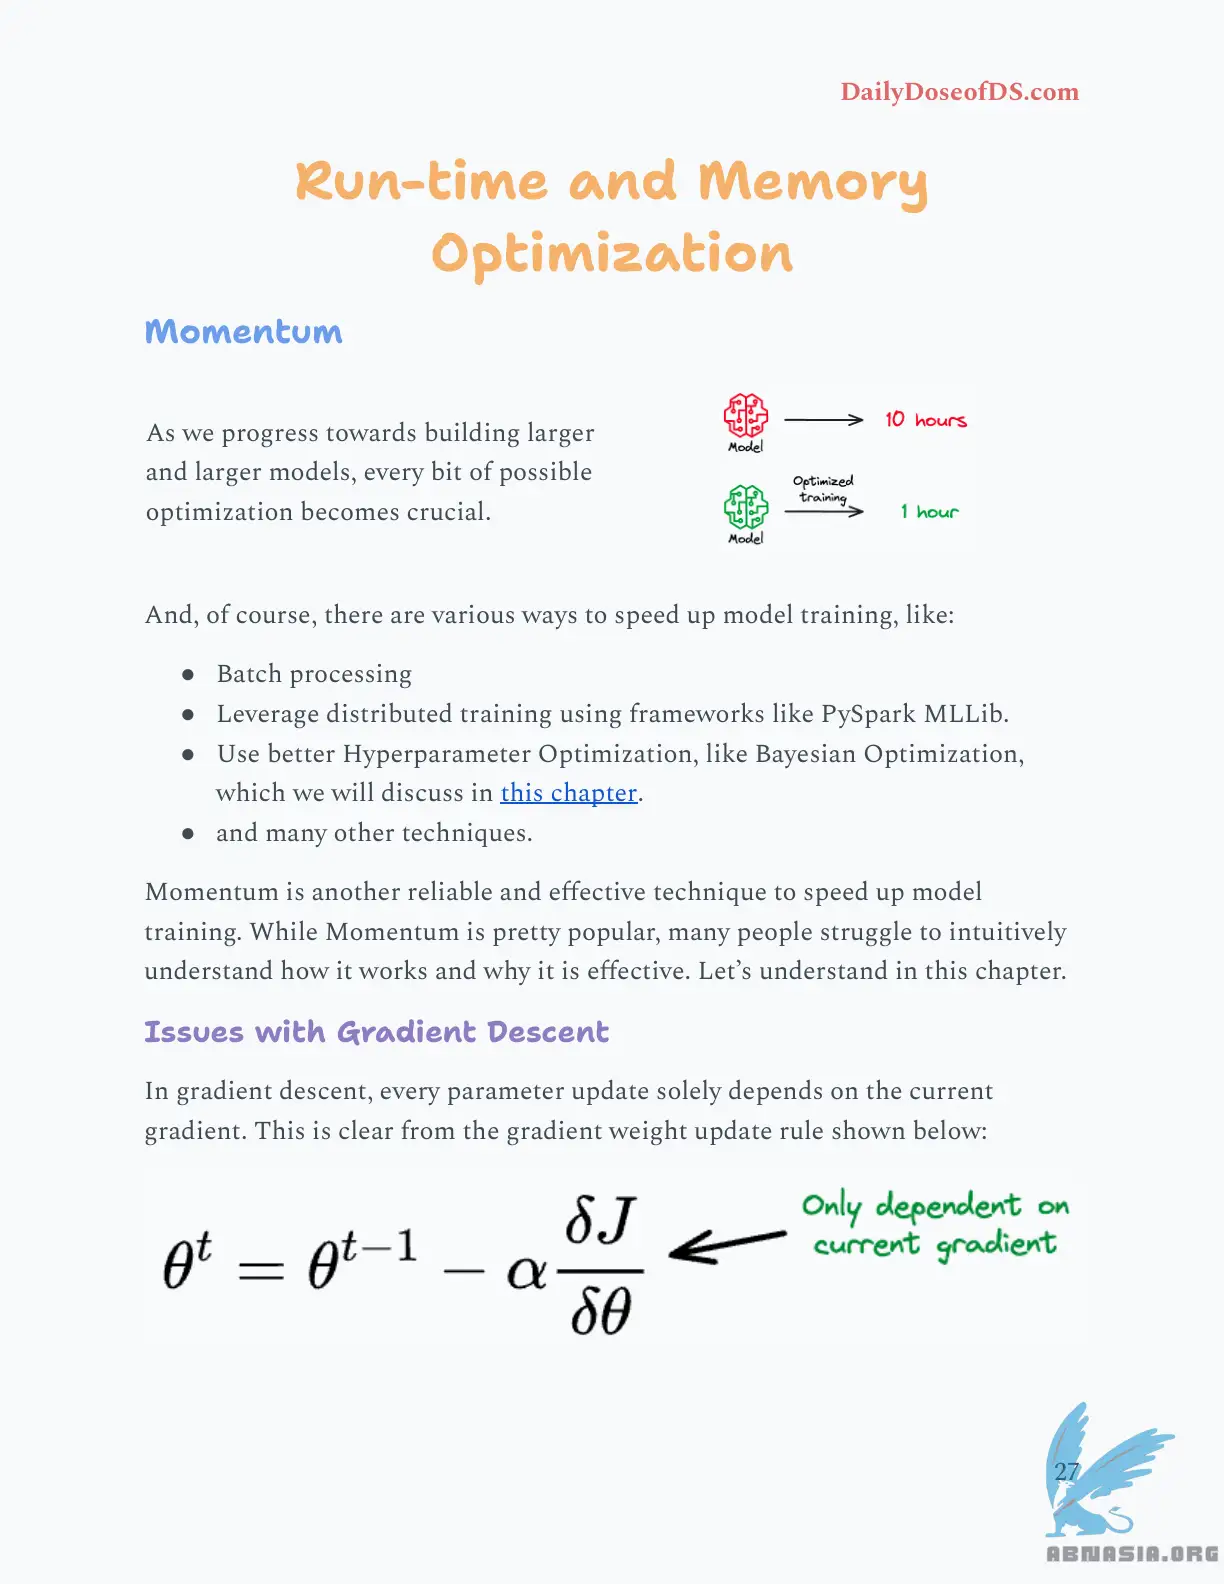 DailyDoseofDS.com
Run-time and Memory
Optimization
Momentum
As we progress towards building larger
and larger models, every bit of possible
optimization becomes crucial.
Model
10 hours
Optimized
training
Model
1 hour
And, of course, there are various ways to speed up model training, like:
● Batch processing
● Leverage distributed training using frameworks like PySpark MLLib.
● Use better Hyperparameter Optimization, like Bayesian Optimization,
which we will discuss in this chapter.
● and many other techniques.
Momentum is another reliable and effective technique to speed up model
training. While Momentum is pretty popular, many people struggle to intuitively
understand how it works and why it is effective. Let’s understand in this chapter.
Issues with Gradient Descent
In gradient descent, every parameter update solely depends on the current
gradient. This is clear from the gradient weight update rule shown below:
θ^t = θ^{t−1} − α δJ/δθ
Only dependent on
current gradient
27
ABNASIA.ORG